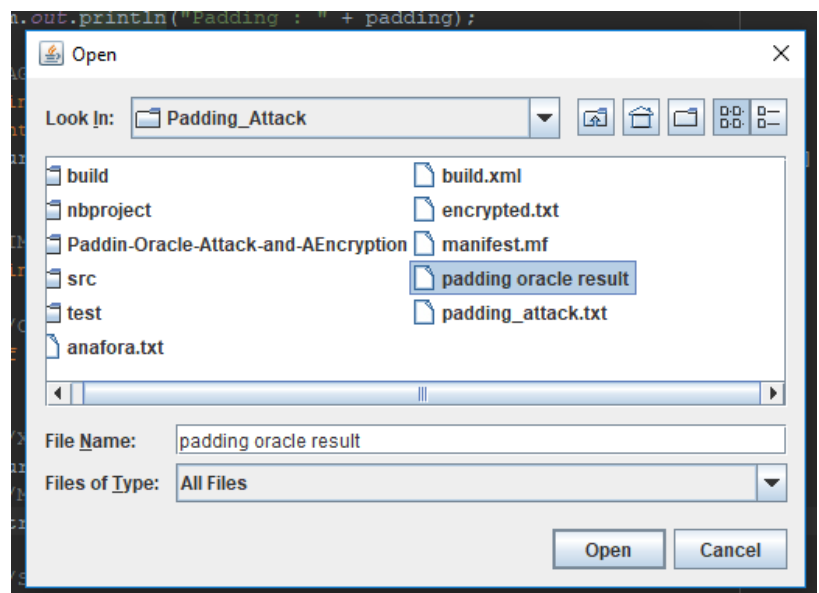 n.out.println("Padding : " + padding);
Open
Look In: Padding_Attack
build
nbproject
Paddin-Oracle-Attack-and-AEncryption
src
test
anafora.txt
build.xml
encrypted.txt
manifest.mf
padding oracle result
padding_attack.txt
File Name: padding oracle result
Files of Type: All Files
Open Cancel